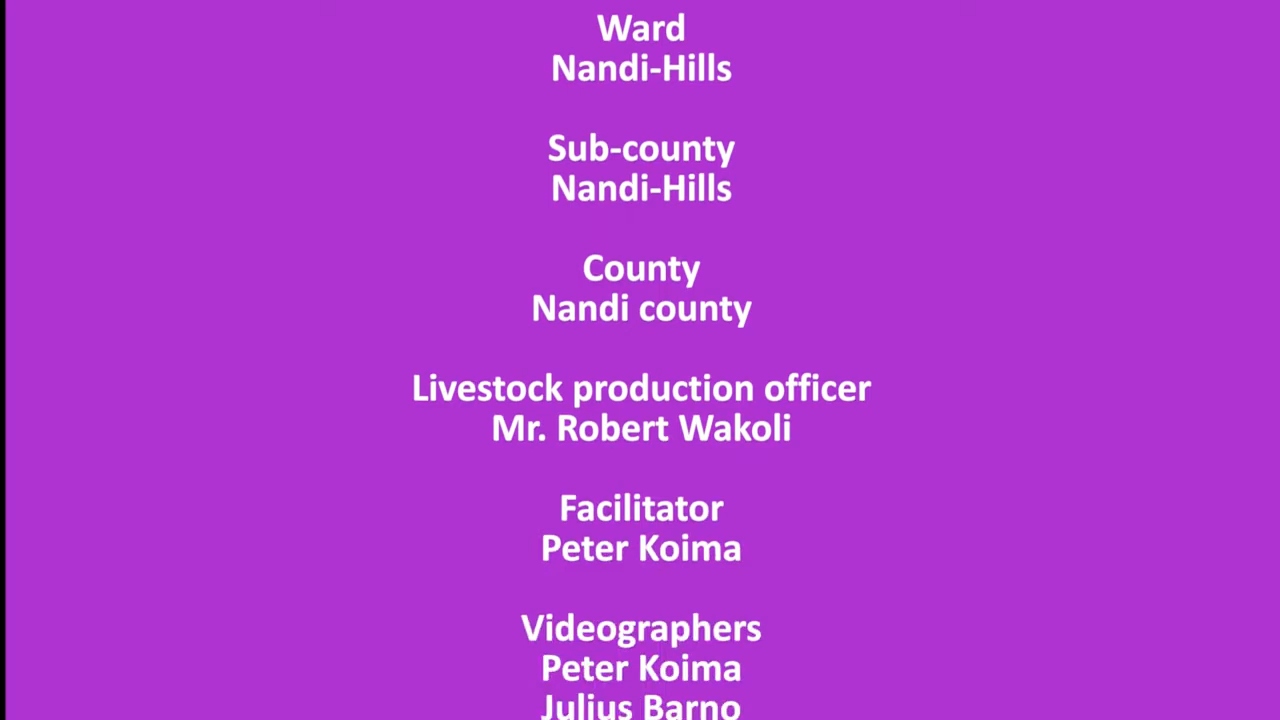 Ward
Nandi-Hills
Sub-county
Nandi-Hills
County
Nandi county
Livestock production officer
Mr. Robert Wakoli
Facilitator
Peter Koima
Videographers
Peter Koima
Julius Barno